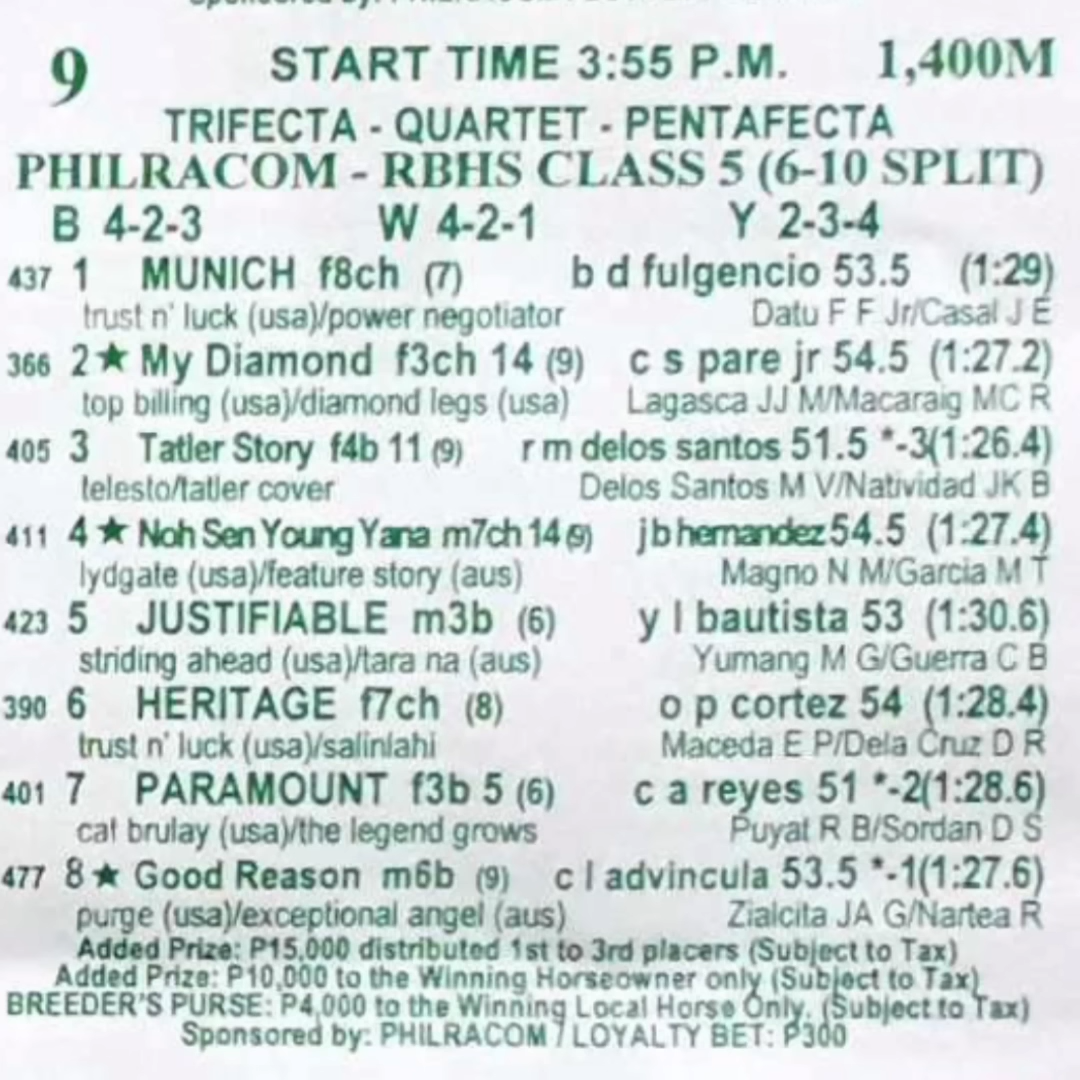 9 START TIME 3:55 P.M. 1,400M
TRIFECTA - QUARTET - PENTAFECTA
PHILRACOM - RBHS CLASS 5 (6-10 SPLIT)
B 4-2-3 W 4-2-1 Y 2-3-4
437 1 MUNICH f8ch (7) b d fulgencio 53.5 (1:29)
trust n' luck (usa)/power negotiator Datu F F Jr/Casal J E
366 2★ My Diamond f3ch 14 (9) c s pare jr 54.5 (1:27.2)
top billing (usa)/diamond legs (usa) Lagasca JJ M/Macaraig MC R
405 3 Tatler Story f4b 11 (9) r m delos santos 51.5 *-3(1:26.4)
telesto/tatler cover Delos Santos M V/Natividad JK B
411 4★ Noh Sen Young Yana m7ch 14 (9) j b hernandez 54.5 (1:27.4)
lydgate (usa)/feature story (aus) Magno N M/Garcia M T
423 5 JUSTIFIABLE m3b (6) y l bautista 53 (1:30.6)
striding ahead (usa)/tara na (aus) Yumang M G/Guerra C B
390 6 HERITAGE f7ch (8) o p cortez 54 (1:28.4)
trust n' luck (usa)/salinlahi Maceda E P/Dela Cruz D R
401 7 PARAMOUNT f3b 5 (6) c a reyes 51 *-2(1:28.6)
cat brulay (usa)/the legend grows Puyat R B/Sordan D S
477 8★ Good Reason m6b (9) c l advincula 53.5 *-1(1:27.6)
purge (usa)/exceptional angel (aus) Zialcita JA G/Nartea R
Added Prize: P15,000 distributed 1st to 3rd placers (Subject to Tax)
Added Prize: P10,000 to the Winning Horseowner only (Subject to Tax)
BREEDER'S PURSE: P4,000 to the Winning Local Horse Only. (Subject to Tax)
Sponsored by: PHILRACOM / LOYALTY BET: P300